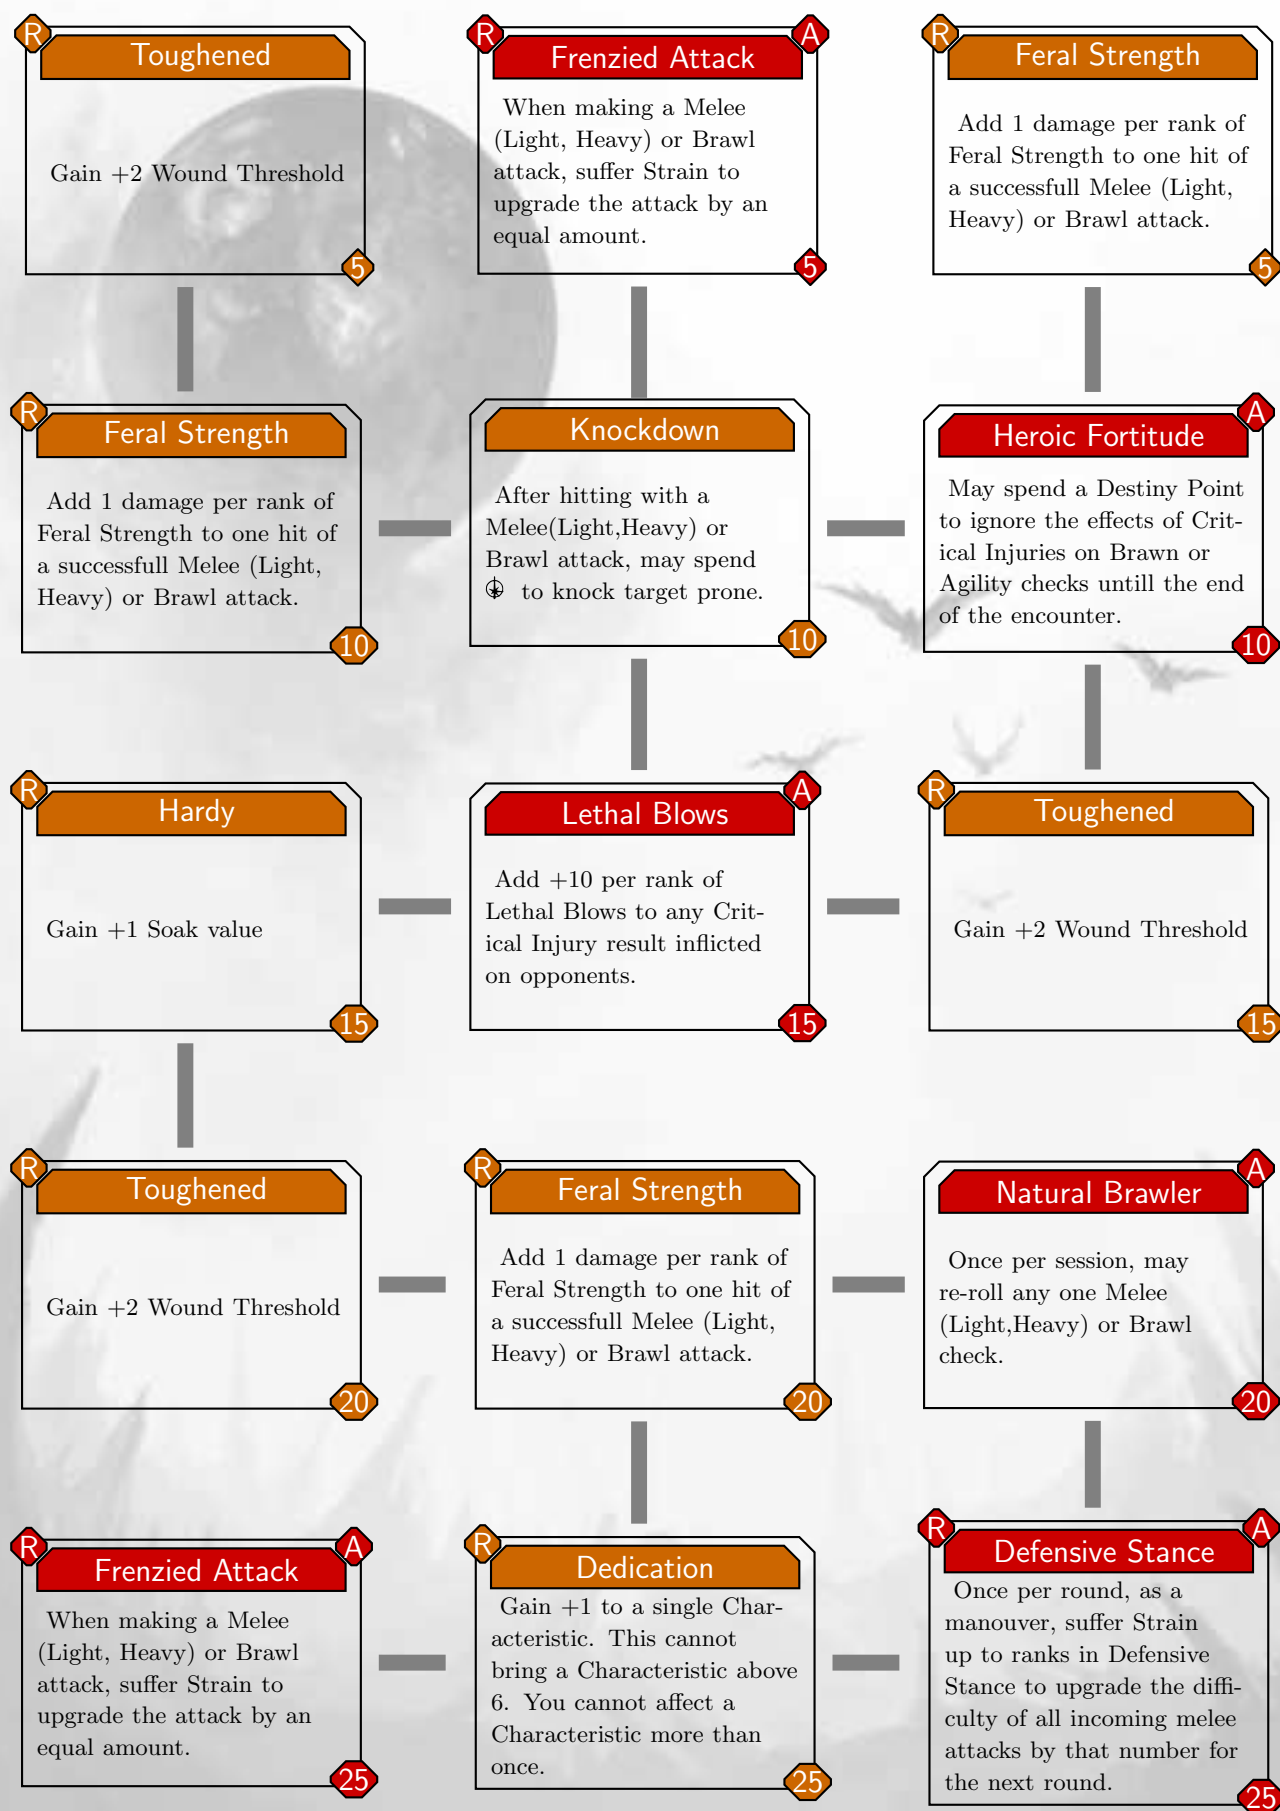 R
Toughened
Gain +2 Wound Threshold
5
R
A
Frenzied Attack
When making a Melee
(Light, Heavy) or Brawl
attack, suffer Strain to
upgrade the attack by an
equal amount.
5
R
Feral Strength
Add 1 damage per rank of
Feral Strength to one hit of
a successfull Melee (Light,
Heavy) or Brawl attack.
5
R
Feral Strength
Add 1 damage per rank of
Feral Strength to one hit of
a successfull Melee (Light,
Heavy) or Brawl attack.
10
Knockdown
After hitting with a
Melee(Light,Heavy) or
Brawl attack, may spend
to knock target prone.
10
A
Heroic Fortitude
May spend a Destiny Point
to ignore the effects of Crit-
ical Injuries on Brawn or
Agility checks untill the end
of the encounter.
10
R
Hardy
Gain +1 Soak value
15
A
Lethal Blows
Add +10 per rank of
Lethal Blows to any Crit-
ical Injury result inflicted
on opponents.
15
R
Toughened
Gain +2 Wound Threshold
15
R
Toughened
Gain +2 Wound Threshold
20
R
Feral Strength
Add 1 damage per rank of
Feral Strength to one hit of
a successfull Melee (Light,
Heavy) or Brawl attack.
20
A
Natural Brawler
Once per session, may
re-roll any one Melee
(Light,Heavy) or Brawl
check.
20
R
A
Frenzied Attack
When making a Melee
(Light, Heavy) or Brawl
attack, suffer Strain to
upgrade the attack by an
equal amount.
25
R
Dedication
Gain +1 to a single Char-
acteristic. This cannot
bring a Characteristic above
6. You cannot affect a
Characteristic more than
once.
25
R
A
Defensive Stance
Once per round, as a
manouver, suffer Strain
up to ranks in Defensive
Stance to upgrade the diffi-
culty of all incoming melee
attacks by that number for
the next round.
25